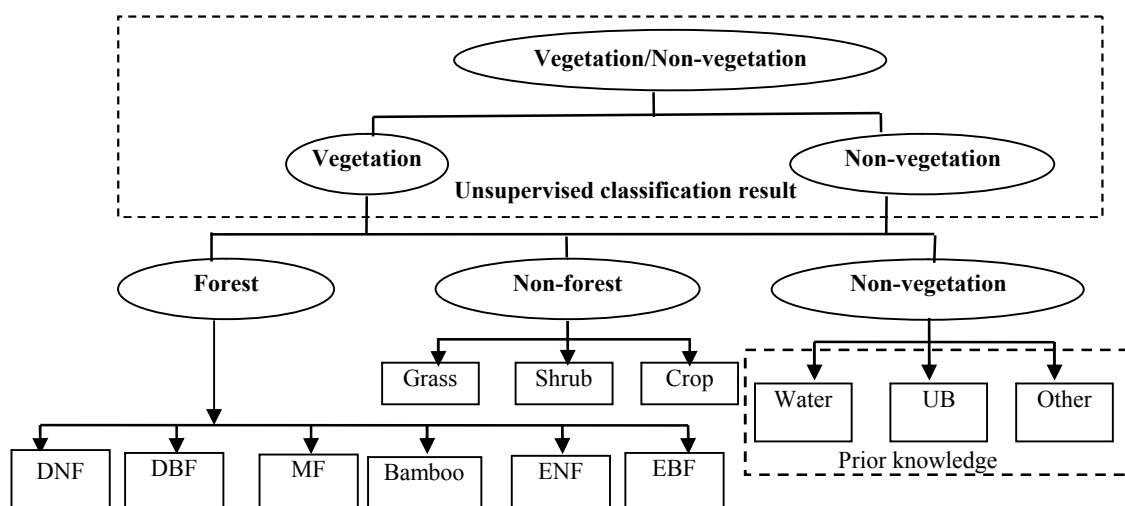 Vegetation/Non-vegetation
Vegetation
Non-vegetation
Unsupervised classification result
Forest
Non-forest
Non-vegetation
Grass
Shrub
Crop
Water
UB
Other
Prior knowledge
DNF
DBF
MF
Bamboo
ENF
EBF